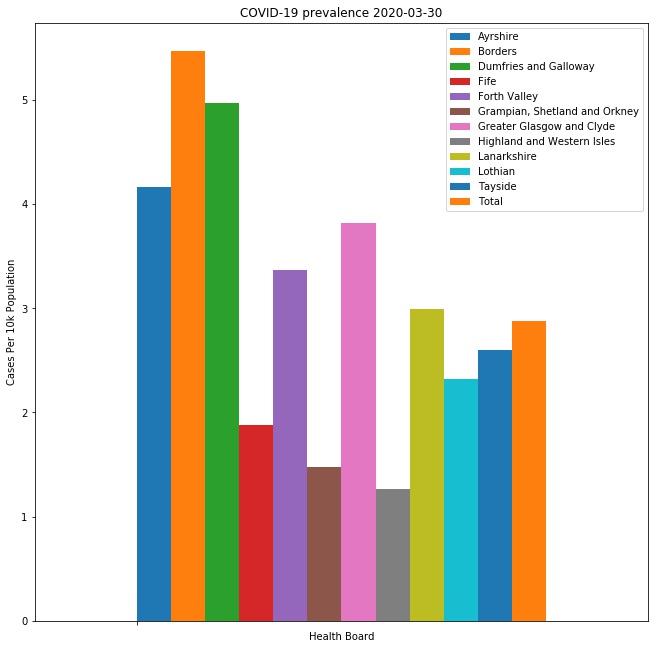 COVID-19 prevalence 2020-03-30
Ayrshire
Borders
Dumfries and Galloway
Fife
Forth Valley
Grampian, Shetland and Orkney
Greater Glasgow and Clyde
Highland and Western Isles
Lanarkshire
Lothian
Tayside
Total
Cases Per 10k Population
5
4
3
2
1
0
Health Board